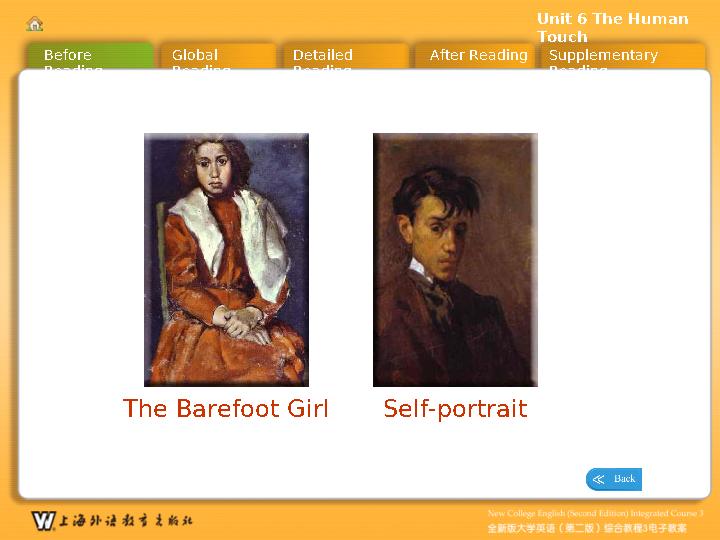 Unit 6 The Human
Touch
Before
Reading
Global
Reading
Detailed
Reading
After Reading
Supplementary
Reading
The Barefoot Girl
Self-portrait
Back
上海外语教育出版社
New College English (Second Edition) Integrated Course 3
全新版大学英语（第二版）综合教程3电子教案